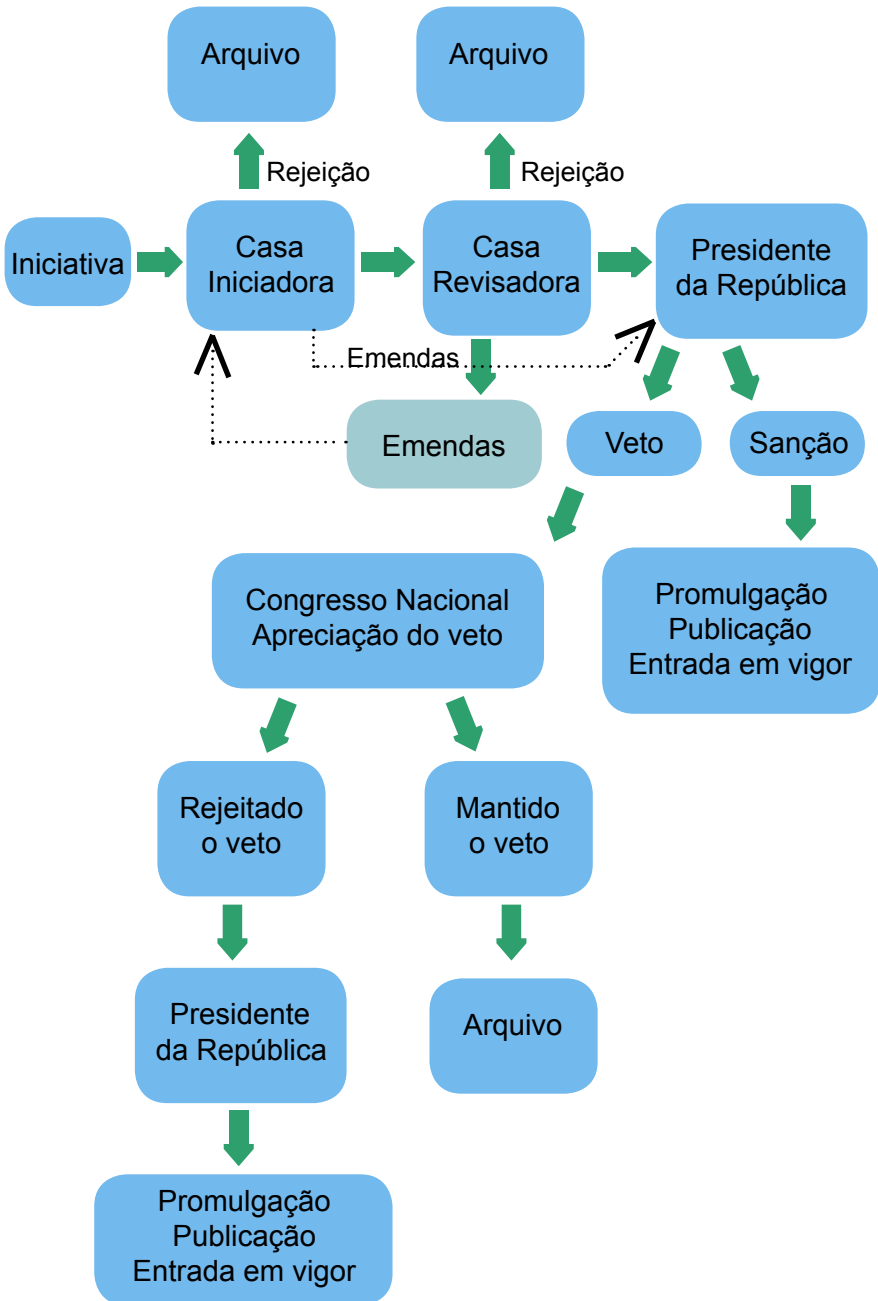 Arquivo
Arquivo
Rejeição
Rejeição
Iniciativa
Casa
Iniciadora
Casa
Revisadora
Presidente
da República
Emendas
Emendas
Veto
Sanção
Congresso Nacional
Apreciação do veto
Promulgação
Publicação
Entrada em vigor
Rejeitado
o veto
Mantido
o veto
Presidente
da República
Arquivo
Promulgação
Publicação
Entrada em vigor